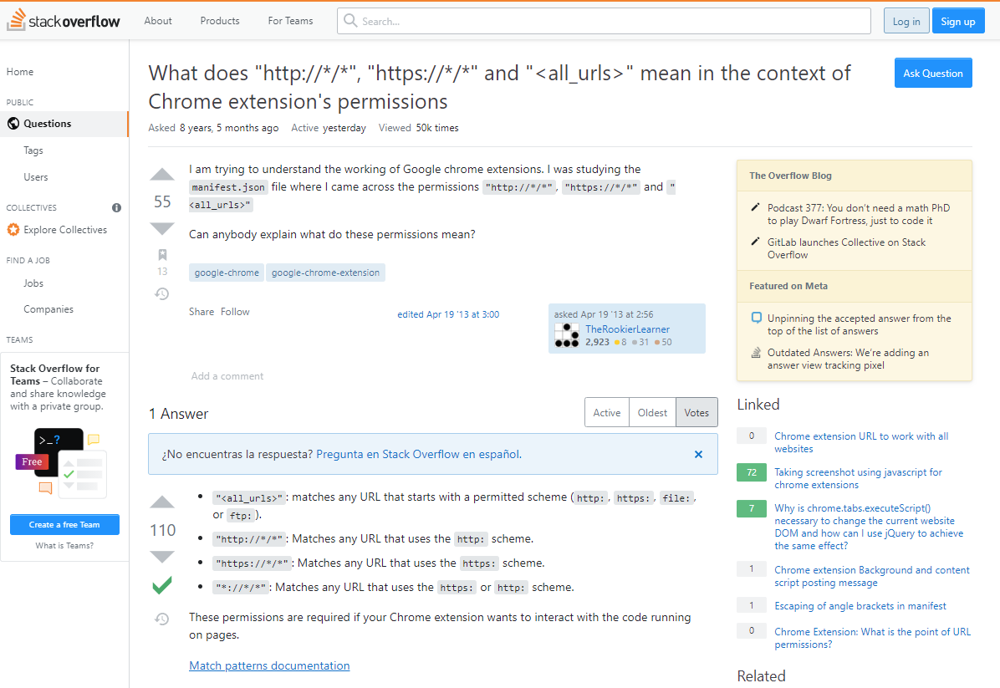 stackoverflow
About
Products
For Teams
Search...
Log in
Sign up
Home
PUBLIC
Questions
Tags
Users
COLLECTIVES
Explore Collectives
FIND A JOB
Jobs
Companies
TEAMS
Stack Overflow for
Teams – Collaborate
and share knowledge
with a private group.
>_?
Free
Create a free Team
What is Teams?
What does "http://*/*", "https://*/*" and "<all_urls>" mean in the context of
Chrome extension's permissions
Ask Question
Asked 8 years, 5 months ago Active yesterday Viewed 50k times
55
13
I am trying to understand the working of Google chrome extensions. I was studying the
manifest.json file where I came across the permissions "http://*/*", "https://*/*" and "
<all_urls>"
Can anybody explain what do these permissions mean?
google-chrome google-chrome-extension
Share Follow
edited Apr 19 '13 at 3:00
asked Apr 19 '13 at 2:56
TheRookierLearner
2,923 8 31 50
Add a comment
1 Answer
Active Oldest Votes
¿No encuentras la respuesta? Pregunta en Stack Overflow en español.
110
"<all_urls>": matches any URL that starts with a permitted scheme (http:, https:, file:,
or ftp:).
"http://*/*": Matches any URL that uses the http: scheme.
"https://*/*": Matches any URL that uses the https: scheme.
"*://*/*": Matches any URL that uses the https: or http: scheme.
These permissions are required if your Chrome extension wants to interact with the code running
on pages.
Match patterns documentation
The Overflow Blog
Podcast 377: You don't need a math PhD
to play Dwarf Fortress, just to code it
GitLab launches Collective on Stack
Overflow
Featured on Meta
Unpinning the accepted answer from the
top of the list of answers
Outdated Answers: We're adding an
answer view tracking pixel
Linked
0 Chrome extension URL to work with all
websites
72 Taking screenshot using javascript for
chrome extensions
7 Why is chrome.tabs.executeScript()
necessary to change the current website
DOM and how can I use jQuery to achieve
the same effect?
1 Chrome extension Background and content
script posting message
1 Escaping of angle brackets in manifest
0 Chrome Extension: What is the point of URL
permissions?
Related